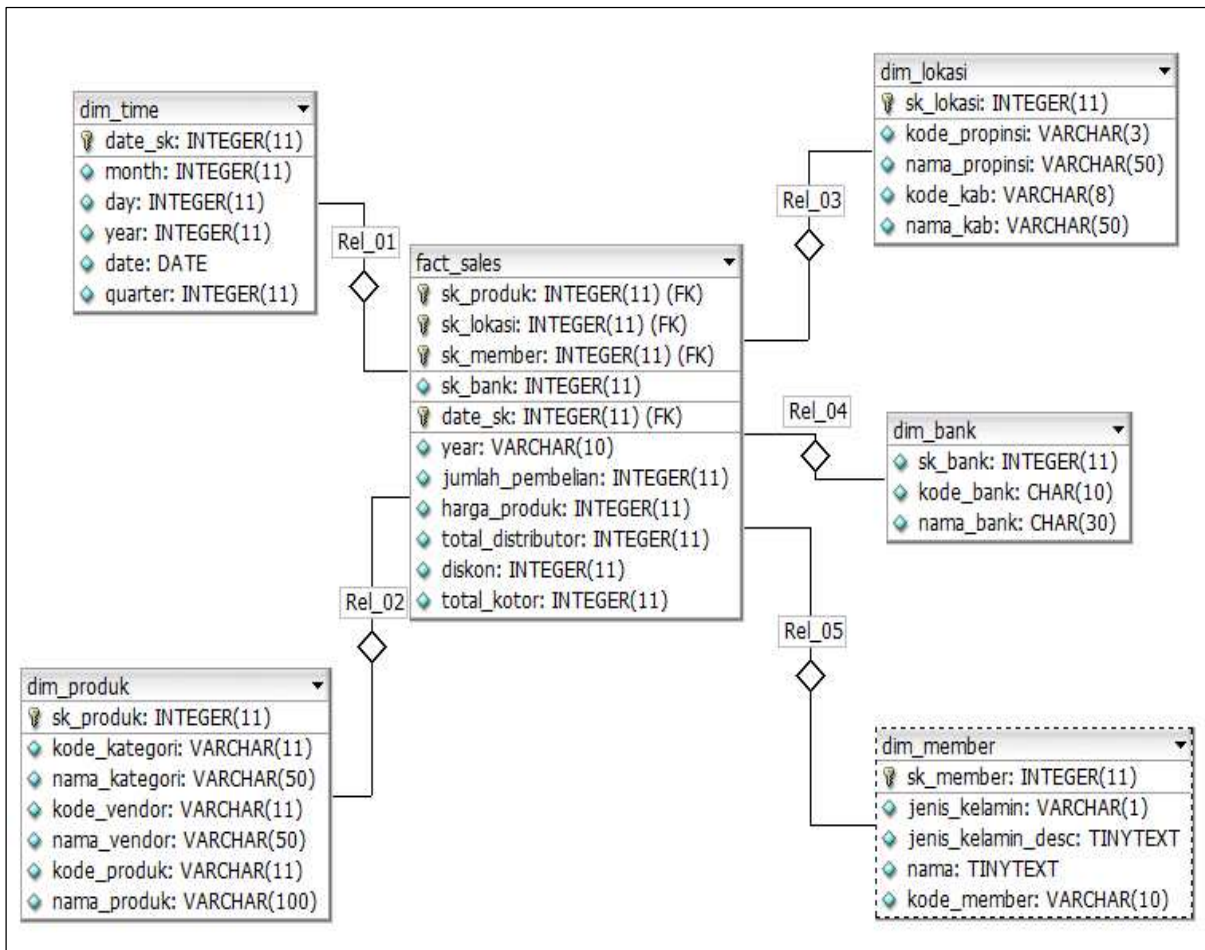 dim_time
date_sk: INTEGER(11)
month: INTEGER(11)
day: INTEGER(11)
year: INTEGER(11)
date: DATE
quarter: INTEGER(11)
Rel_01
dim_lokasi
sk_lokasi: INTEGER(11)
kode_propinsi: VARCHAR(3)
nama_propinsi: VARCHAR(50)
kode_kab: VARCHAR(8)
nama_kab: VARCHAR(50)
Rel_03
fact_sales
sk_produk: INTEGER(11) (FK)
sk_lokasi: INTEGER(11) (FK)
sk_member: INTEGER(11) (FK)
sk_bank: INTEGER(11)
date_sk: INTEGER(11) (FK)
year: VARCHAR(10)
jumlah_pembelian: INTEGER(11)
harga_produk: INTEGER(11)
total_distributor: INTEGER(11)
diskon: INTEGER(11)
total_kotor: INTEGER(11)
Rel_04
dim_bank
sk_bank: INTEGER(11)
kode_bank: CHAR(10)
nama_bank: CHAR(30)
Rel_02
Rel_05
dim_produk
sk_produk: INTEGER(11)
kode_kategori: VARCHAR(11)
nama_kategori: VARCHAR(50)
kode_vendor: VARCHAR(11)
nama_vendor: VARCHAR(50)
kode_produk: VARCHAR(11)
nama_produk: VARCHAR(100)
dim_member
sk_member: INTEGER(11)
jenis_kelamin: VARCHAR(1)
jenis_kelamin_desc: TINYTEXT
nama: TINYTEXT
kode_member: VARCHAR(10)